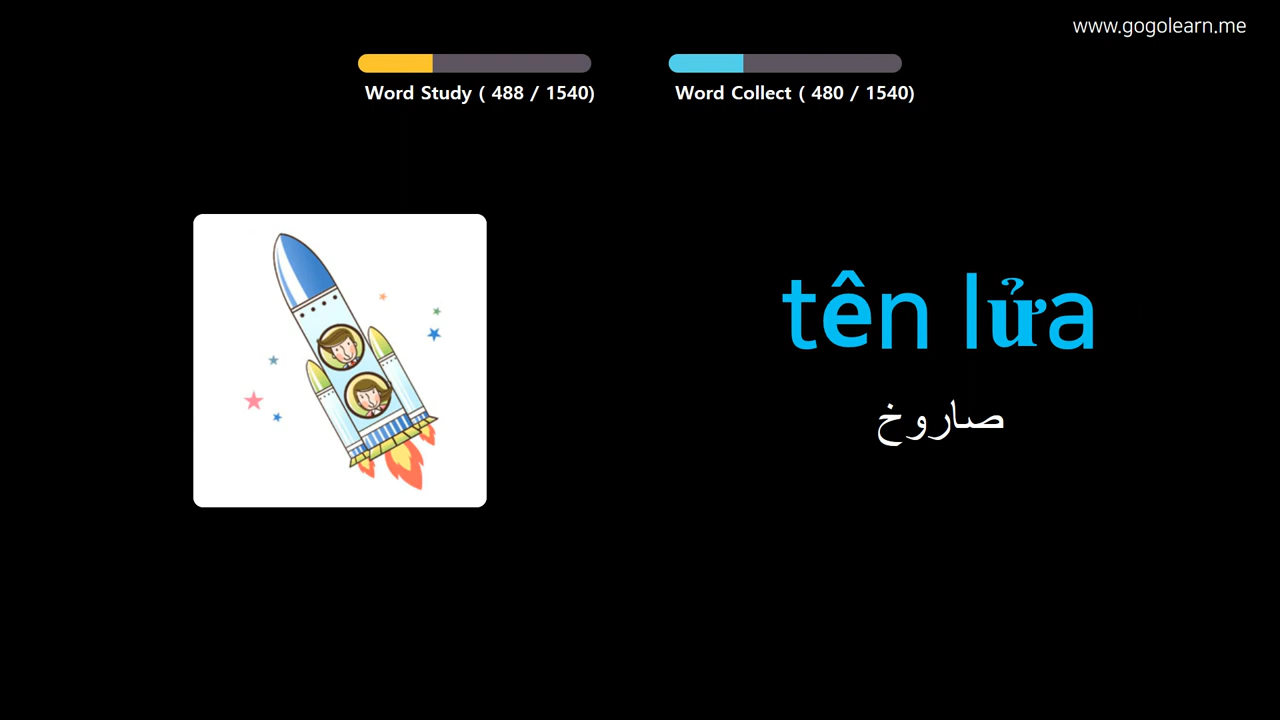 www.gogolearn.me
Word Study ( 488 / 1540)
Word Collect ( 480 / 1540)
tên lửa
صاروخ